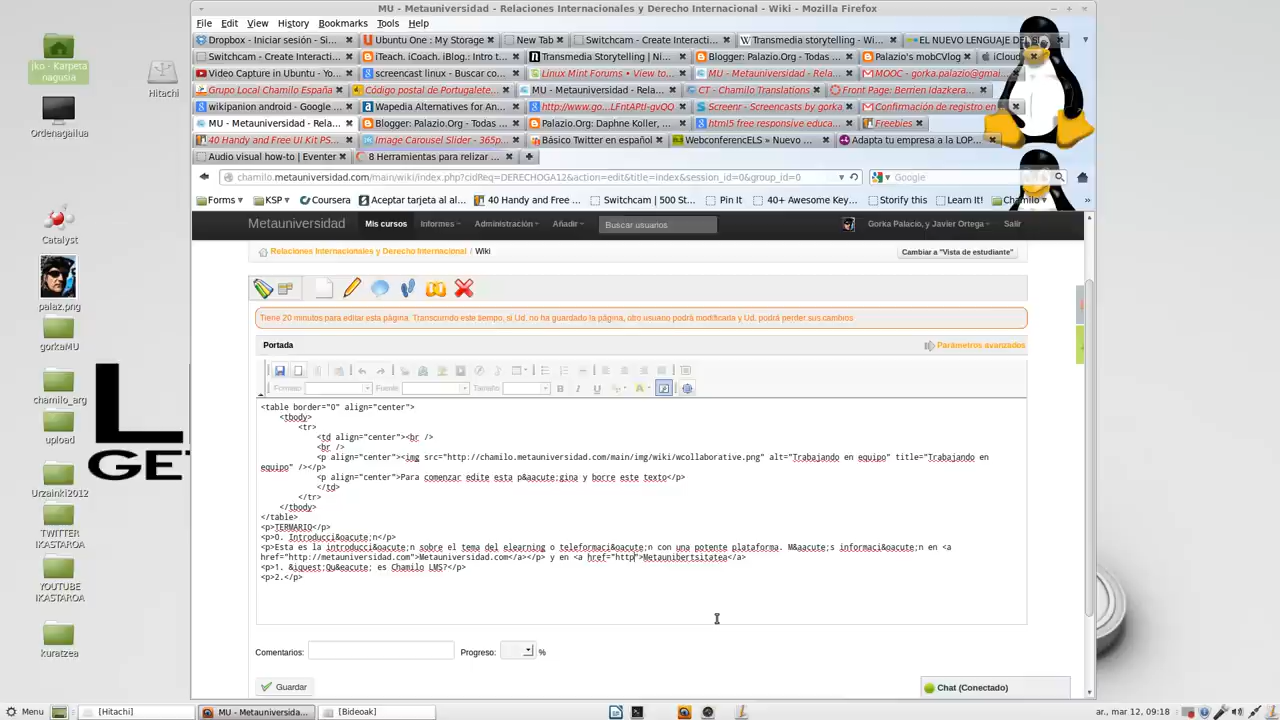 MU - Metauniversidad - Relaciones Internacionales y Derecho Internacional - Wiki - Mozilla Firefox
File Edit View History Bookmarks Tools Help
Dropbox - Iniciar sesión - Si... Ubuntu One : My Storage New Tab Switchcam - Create Interacti... Transmedia storytelling - Wi... EL NUEVO LENGUAJE DEL
Switchcam - Create Interacti... iTeach. iCoach. iBlog.: Intro t... Transmedia Storytelling | Ni... Bloggen Palazio.Org - Todas ... Palazio's mobCVlog iCloud
Video Capture in Ubuntu - Yo... screencast linux - Buscar co... Linux Mint Forums • View to... MU - Metauniversidad - Rela... MOOC - gorka.palazio@gmai...
Grupo Local Chamilo España Código postal de Portugalete... MU - Metauniversidad - Rela... CT - Chamilo Translations Front Page: Berrien Idazkera...
wikipanion android - Google ... Wapedia Alternatives for An... http://www.go...LFntAPtI-gvQO Screenr - Screencasts by gorka Confirmación de registro en
MU - Metauniversidad - Rela... Blogger: Palazio.Org - Todas ... Palazio.Org: Daphne Koller, ... html5 free responsive educa... Freebies
40 Handy and Free UI Kit PS... Image Carousel Slider - 365p... Básico Twitter en español WebconferenceELS » Nuevo ... Adapta tu empresa a la LOP...
Audio visual how-to | Eventer 8 Herramientas para relizar ...
chamilo.metauniversidad.com/main/wiki/index.php?cidReq=DERECHOGA12&action=edit&title=index&session_id=0&group_id=0 Google
Forms KSP Coursera Aceptar tarjeta al al... 40 Handy and Free ... Switchcam | 500 St... Pin It 40+ Awesome Key... Storify this Learn It! Chamilo »
Metauniversidad Mis cursos Informes Administración Añadir Buscar usuarios Gorka Palacio, y Javier Ortega Salir
Relaciones Internacionales y Derecho Internacional / Wiki Cambiar a "Vista de estudiante"
Tiene 20 minutos para editar esta página. Transcurrido este tiempo, si Ud. no ha guardado la página, otro usuario podrá modificarla y Ud. podrá perder sus cambios
Portada Parámetros avanzados
Formato Fuente Tamaño B I U
<table border="0" align="center">
<tbody>
<tr>
<td align="center"><br />
<br />
<p align="center"><img src="http://chamilo.metauniversidad.com/main/img/wiki/wcollaborative.png" alt="Trabajando en equipo" title="Trabajando en
equipo" /></p>
<p align="center">Para comenzar edite esta p&aacute;gina y borre este texto</p>
</td>
</tr>
</tbody>
</table>
<p>TERMARIO</p>
<p>0. Introducci&oacute;n</p>
<p>Esta es la introducci&oacute;n sobre el tema del elearning o teleformaci&oacute;n con una potente plataforma. M&aacute;s informaci&oacute;n en <a
href="http://metauniversidad.com">Metauniversidad.com</a></p> y en <a href="http">Metaunibertsitatea</a>
<p>1. &iquest;Qu&eacute; es Chamilo LMS?</p>
<p>2.</p>
Comentarios: Progreso: %
Guardar
Chat (Conectado)
jko - Karpeta
nagusia
Hitachi
Ordenagailua
Catalyst
palaz.png
gorkaMU
chamilo_arg
upload
Urzainki2012
TWITTER
IKASTAROA
YOUTUBE
IKASTAROA
kuratzea
L
GET
Menu [Hitachi] MU - Metauniversida... [Bideoak] ar., mar 12, 09:18